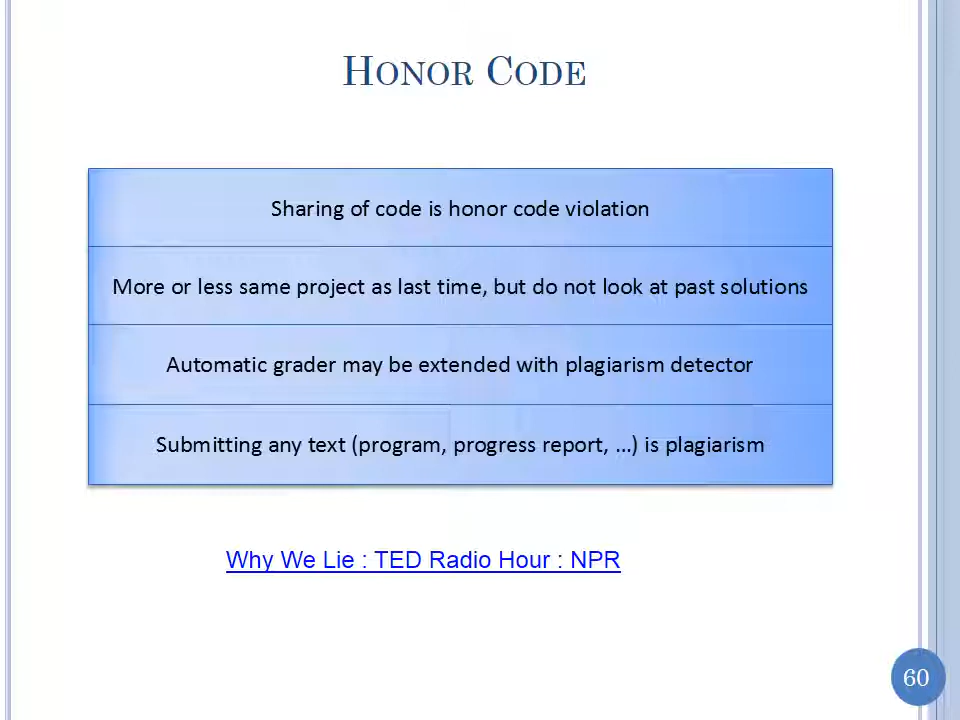 HONOR CODE
Sharing of code is honor code violation
More or less same project as last time, but do not look at past solutions
Automatic grader may be extended with plagiarism detector
Submitting any text (program, progress report, …) is plagiarism
Why We Lie : TED Radio Hour : NPR
60